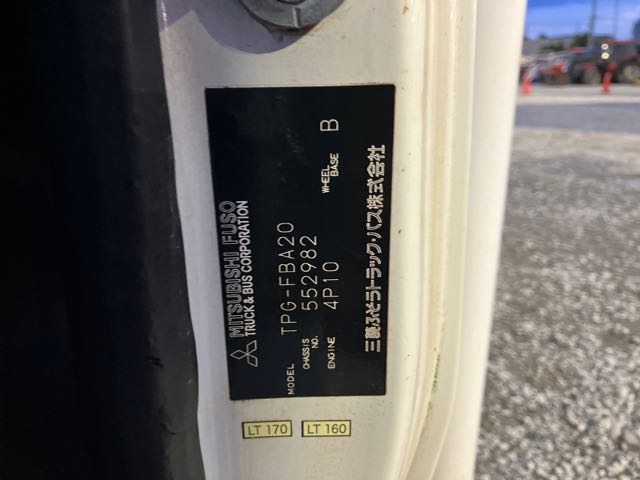 MITSUBISHI FUSO
TRUCK & BUS CORPORATION
MODEL TPG-FBA20
CHASSIS NO. 552982
ENGINE 4P10 WHEEL BASE B
三菱ふそうトラック・バス株式会社
LT 170 LT 160